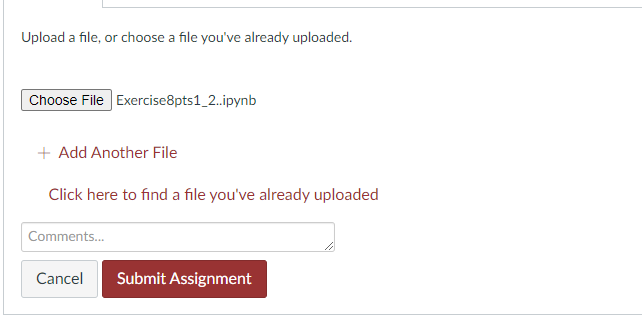 Upload a file, or choose a file you've already uploaded.
Choose File Exercise8pts1_2..ipynb
+ Add Another File
Click here to find a file you've already uploaded
Comments...
Cancel Submit Assignment